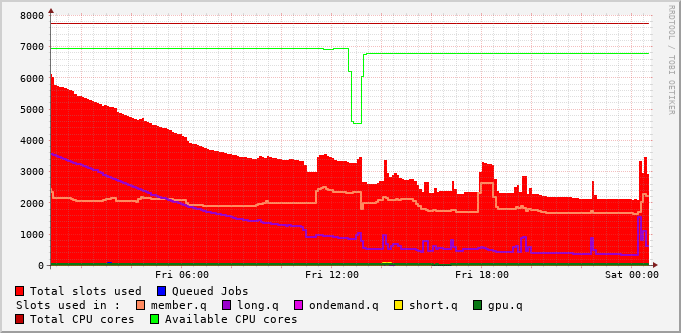 8000
7000
6000
5000
4000
3000
2000
1000
0
Fri 06:00 Fri 12:00 Fri 18:00 Sat 00:00
Total slots used Queued Jobs
Slots used in : member.q long.q ondemand.q short.q gpu.q
Total CPU cores Available CPU cores
RRDTOOL / TOBI OETIKER